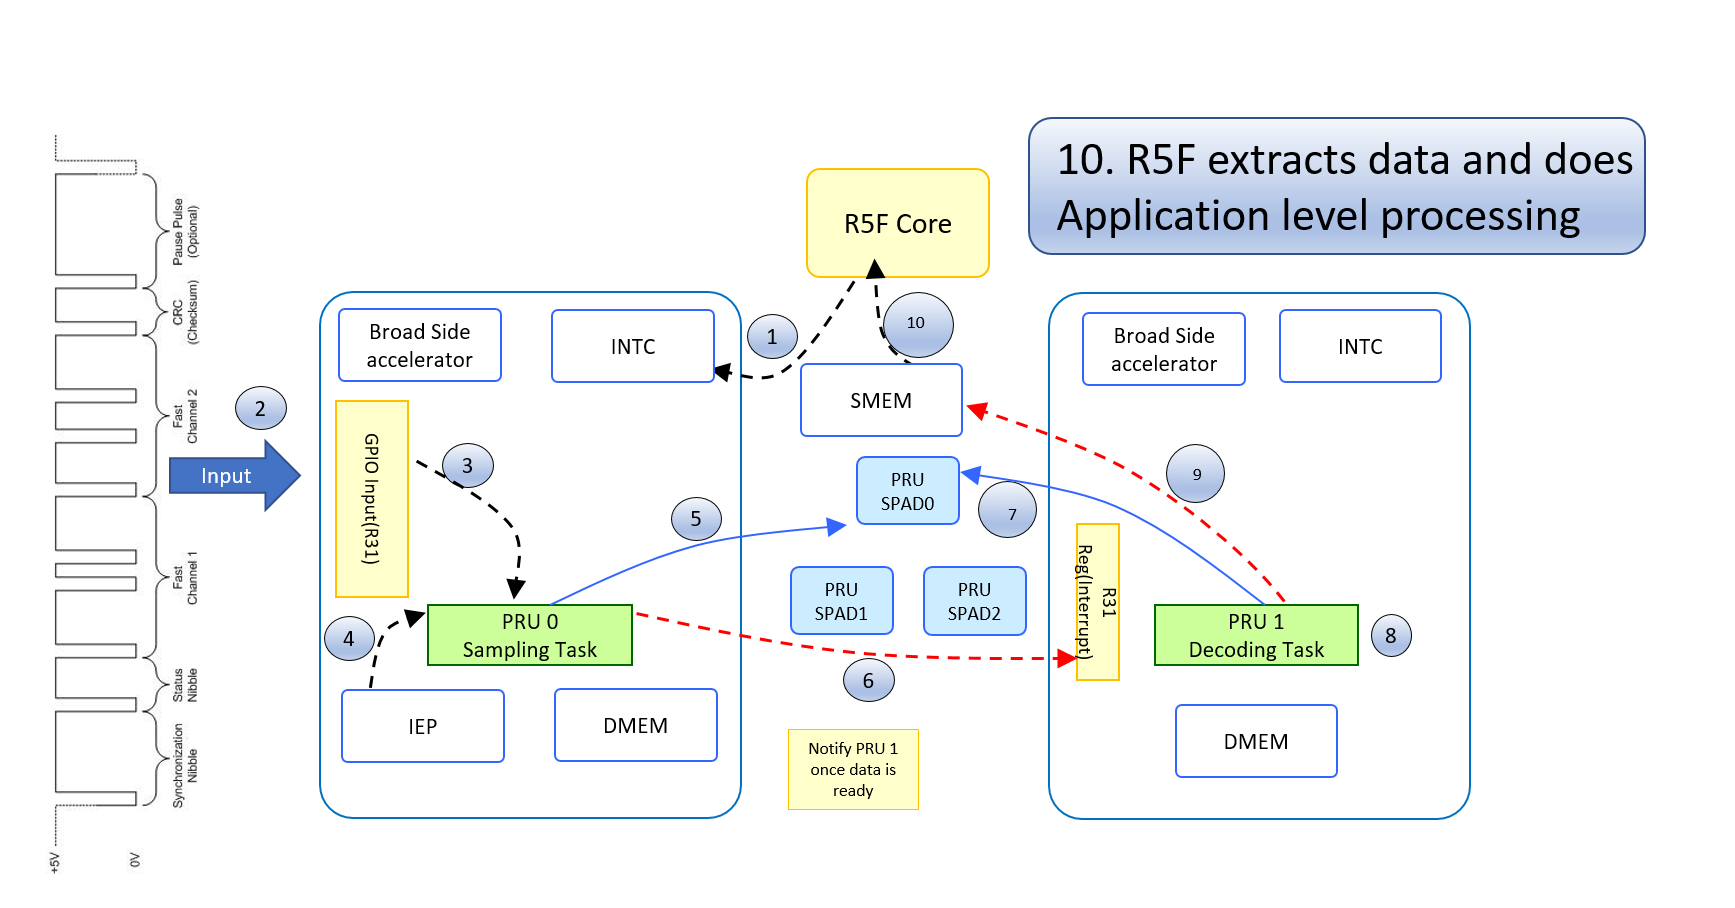 10. R5F extracts data and does
Application level processing
R5F Core
Pause Pulse
(Optional)
CRC
(Checksum)
Fast
Channel 2
Fast
Channel 1
Status
Nibble
Synchronization
Nibble
+5V
0V
2
Input
Broad Side
accelerator
INTC
1
10
SMEM
GPIO Input(R31)
3
4
5
PRU 0
Sampling Task
IEP
DMEM
PRU
SPAD0
PRU
SPAD1
PRU
SPAD2
6
7
Notify PRU 1
once data is
ready
Broad Side
accelerator
INTC
9
R31
Reg(Interrupt)
PRU 1
Decoding Task
8
DMEM